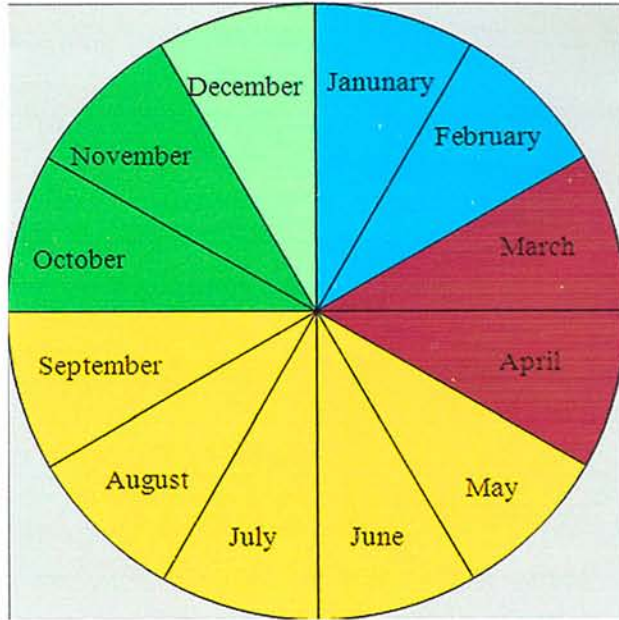 December
Janunary
November
February
October
March
September
April
August
May
July
June